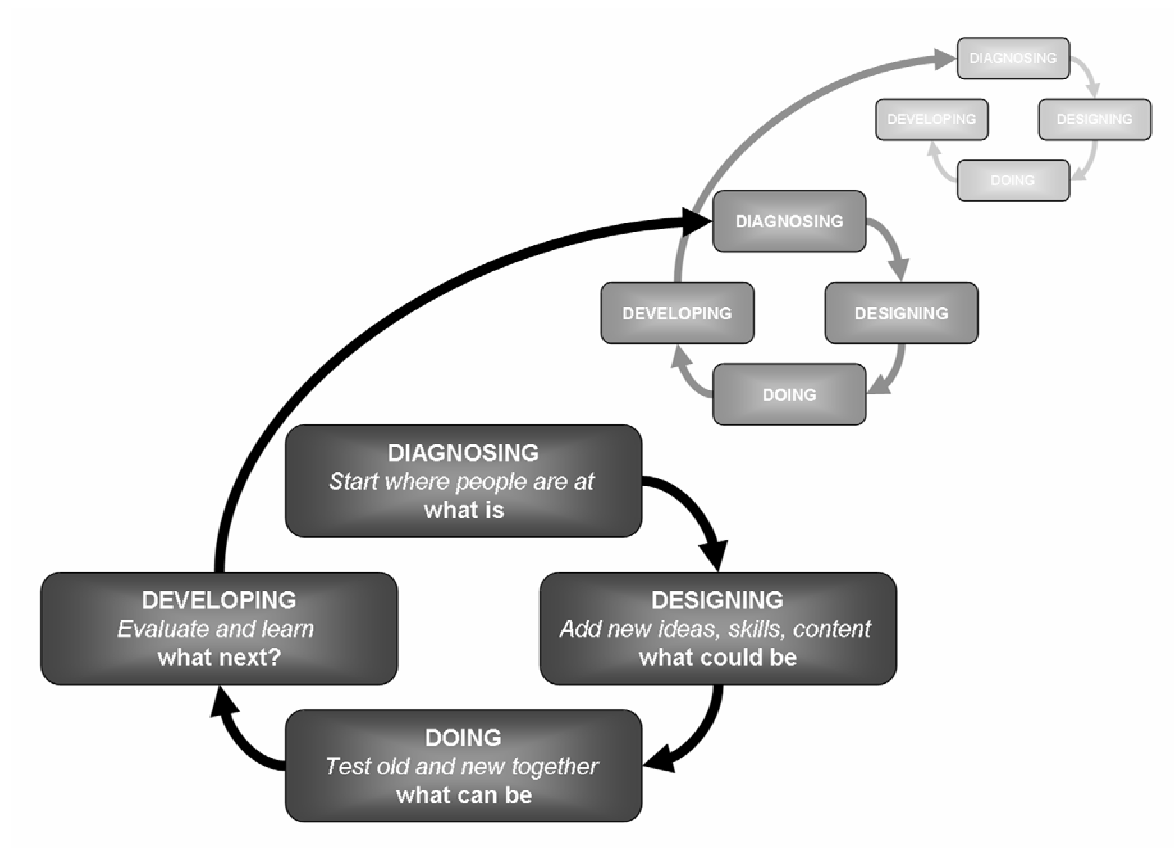 DIAGNOSING
DEVELOPING
DESIGNING
DOING
DIAGNOSING
DEVELOPING
DESIGNING
DOING
DIAGNOSING
Start where people are at
what is
DEVELOPING
Evaluate and learn
what next?
DESIGNING
Add new ideas, skills, content
what could be
DOING
Test old and new together
what can be